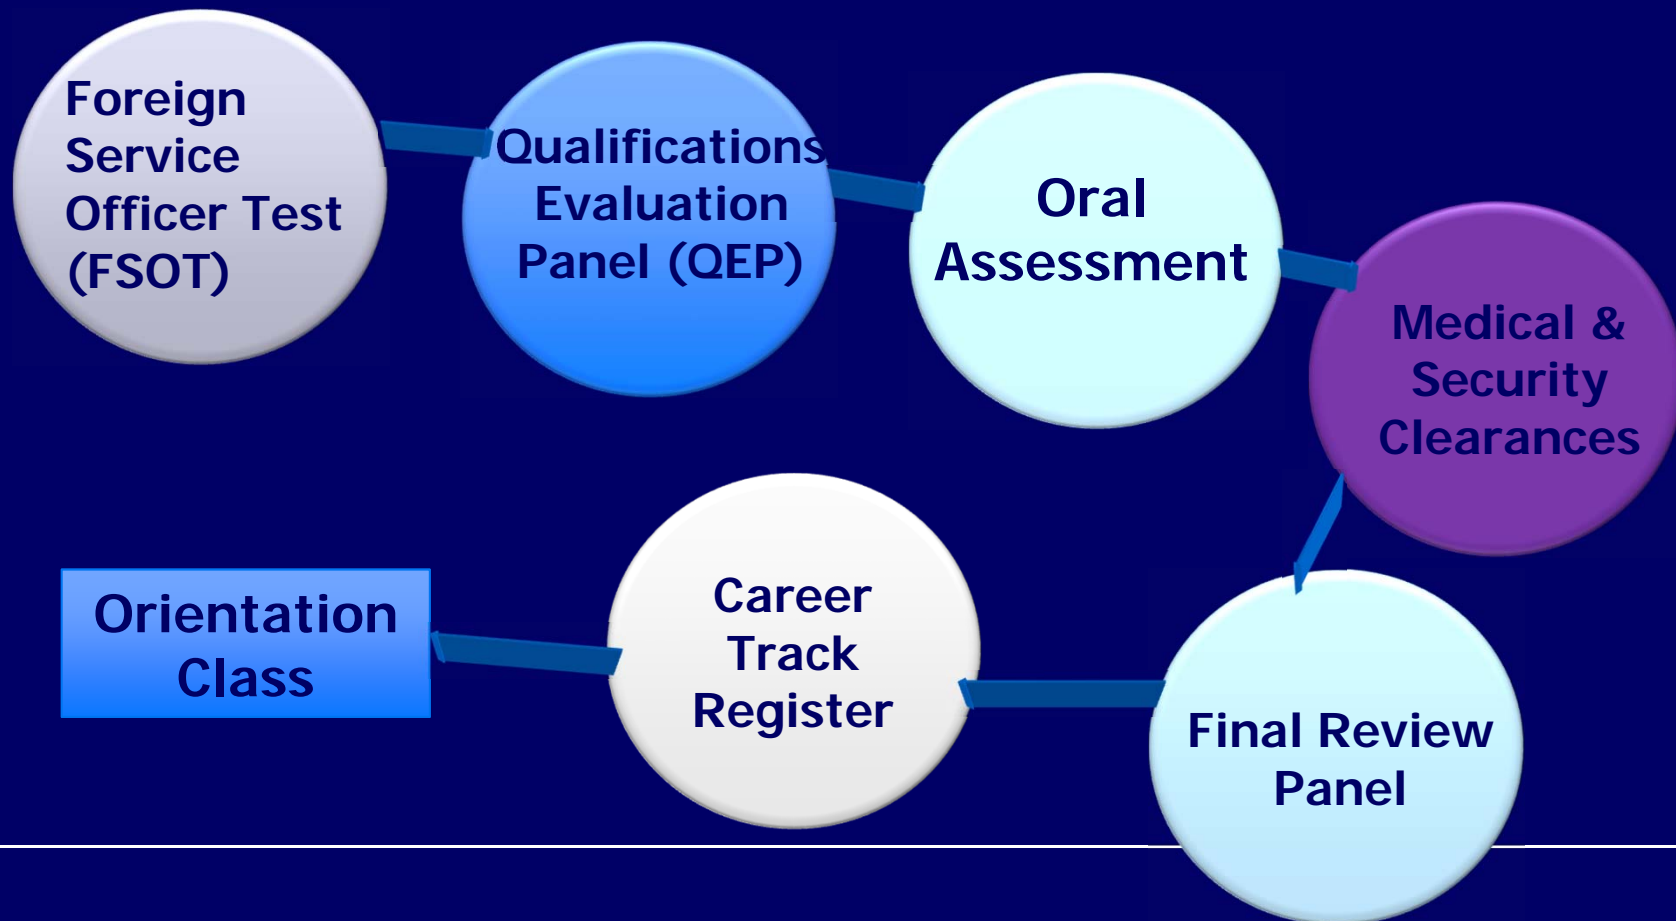 Foreign
Service
Officer Test
(FSOT)
Qualifications
Evaluation
Panel (QEP)
Oral
Assessment
Medical &
Security
Clearances
Final Review
Panel
Career
Track
Register
Orientation
Class